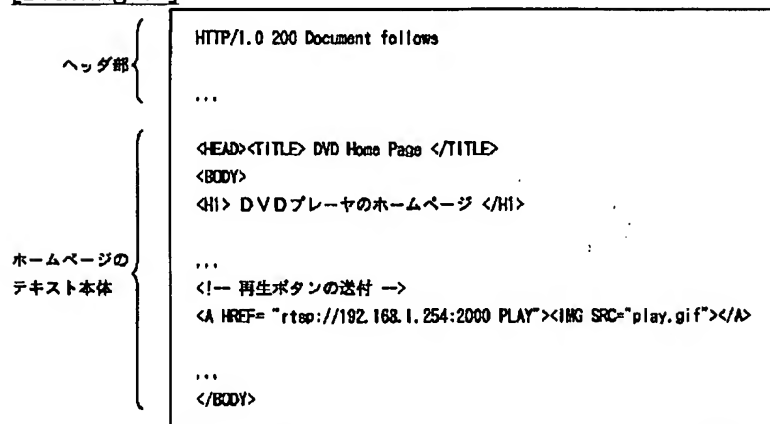 HTTP/1.0 200 Document follows
ヘッダ部
...
<HEAD><TITLE> DVD Home Page </TITLE>
<BODY>
<H1> DVDプレーヤのホームページ </H1>
ホームページの
テキスト本体
...
<!-- 再生ボタンの送付 -->
<A HREF= "rtsp://192.168.1.254:2000 PLAY"><IMG SRC="play.gif"></A>
...
</BODY>